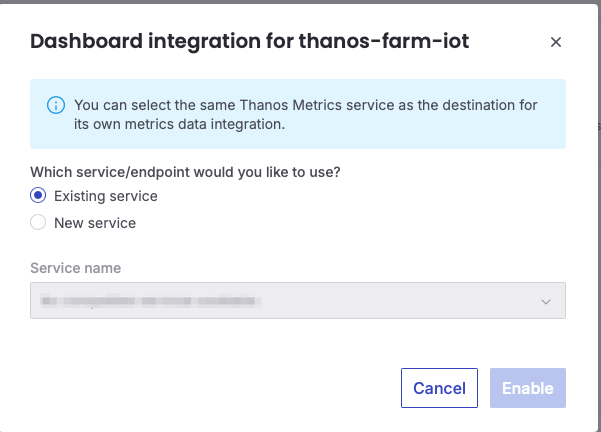 Dashboard integration for thanos-farm-iot
You can select the same Thanos Metrics service as the destination for
its own metrics data integration.
Which service/endpoint would you like to use?
Existing service
New service
Service name
Cancel
Enable